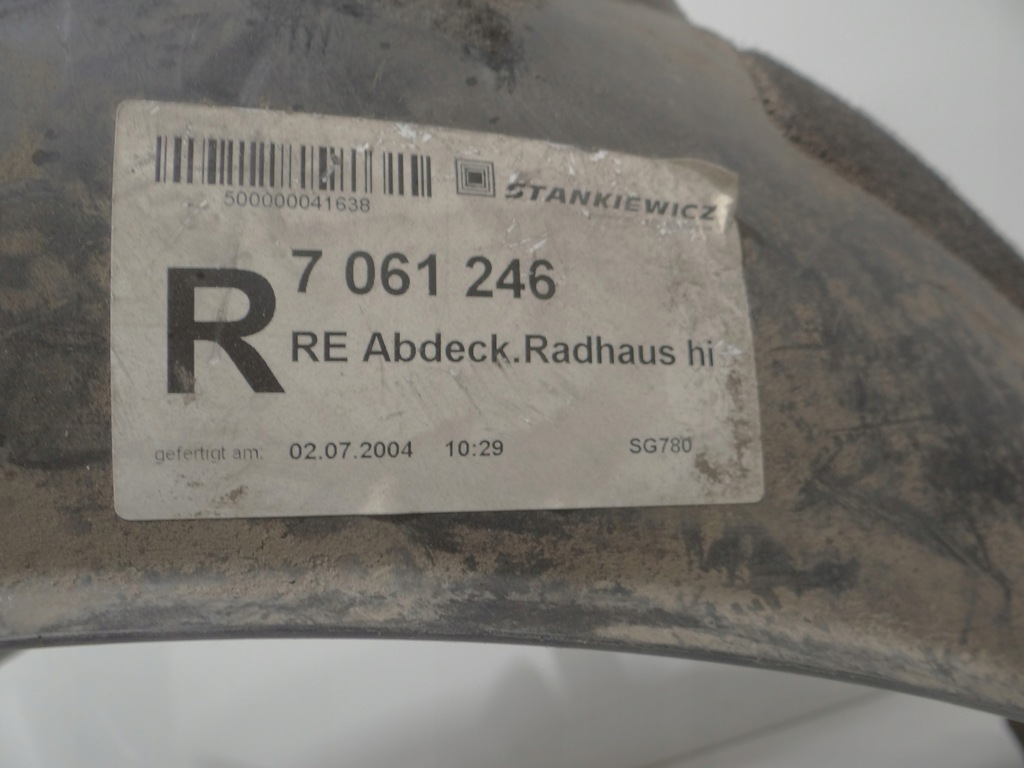 STANKIEWICZ
500000041638
R
7 061 246
RE Abdeck.Radhaus hi
gefertigt am: 02.07.2004 10:29 SG780